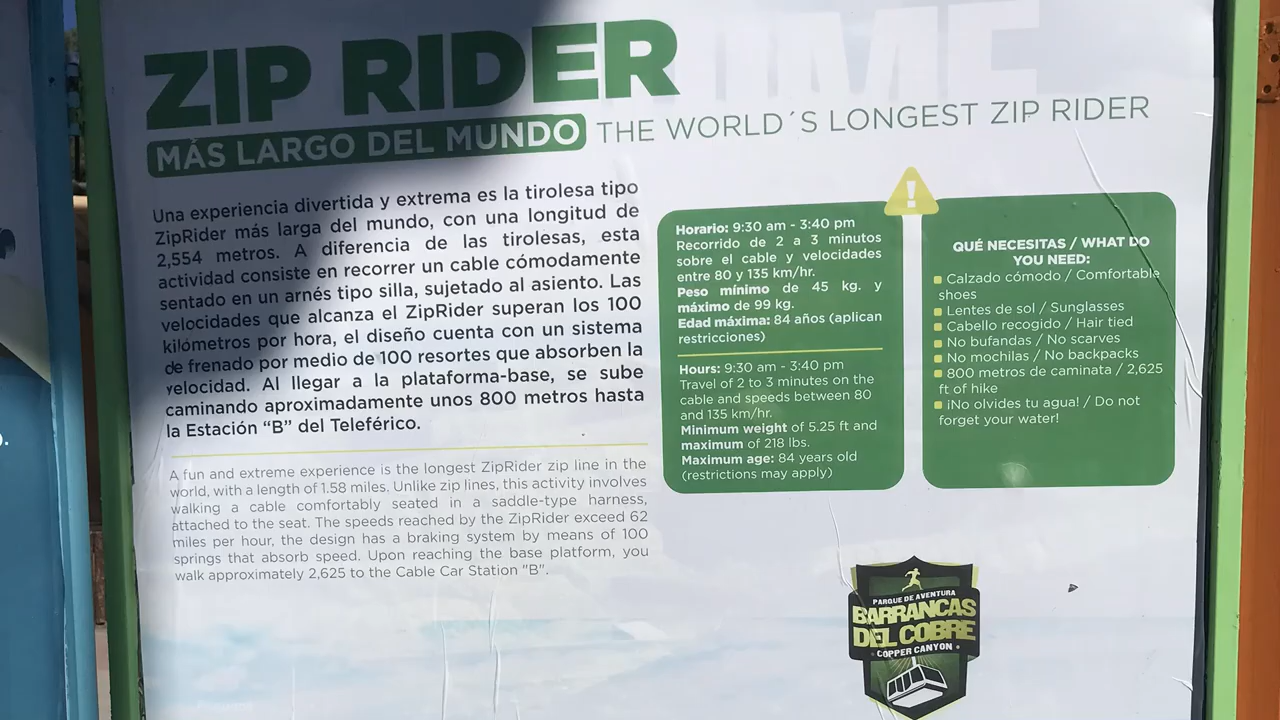 ZIP RIDER
MÁS LARGO DEL MUNDO THE WORLD´S LONGEST ZIP RIDER
Una experiencia divertida y extrema es la tirolesa tipo
ZipRider más larga del mundo, con una longitud de
2,554 metros. A diferencia de las tirolesas, esta
actividad consiste en recorrer un cable cómodamente
sentado en un arnés tipo silla, sujetado al asiento. Las
velocidades que alcanza el ZipRider superan los 100
kilómetros por hora, el diseño cuenta con un sistema
de frenado por medio de 100 resortes que absorben la
velocidad. Al llegar a la plataforma-base, se sube
caminando aproximadamente unos 800 metros hasta
la Estación “B” del Teleférico.
A fun and extreme experience is the longest ZipRider zip line in the
world, with a length of 1.58 miles. Unlike zip lines, this activity involves
walking a cable comfortably seated in a saddle-type harness,
attached to the seat. The speeds reached by the ZipRider exceed 62
miles per hour, the design has a braking system by means of 100
springs that absorb speed. Upon reaching the base platform, you
walk approximately 2,625 to the Cable Car Station "B".
Horario: 9:30 am - 3:40 pm
Recorrido de 2 a 3 minutos
sobre el cable y velocidades
entre 80 y 135 km/hr.
Peso mínimo de 45 kg. y
máximo de 99 kg.
Edad máxima: 84 años (aplican
restricciones)
Hours: 9:30 am - 3:40 pm
Travel of 2 to 3 minutes on the
cable and speeds between 80
and 135 km/hr.
Minimum weight of 5.25 ft and
maximum of 218 lbs.
Maximum age: 84 years old
(restrictions may apply)
!
QUÉ NECESITAS / WHAT DO
YOU NEED:
Calzado cómodo / Comfortable
shoes
Lentes de sol / Sunglasses
Cabello recogido / Hair tied
No bufandas / No scarves
No mochilas / No backpacks
800 metros de caminata / 2,625
ft of hike
¡No olvides tu agua! / Do not
forget your water!
PARQUE DE AVENTURA
BARRANCAS
DEL COBRE
COPPER CANYON